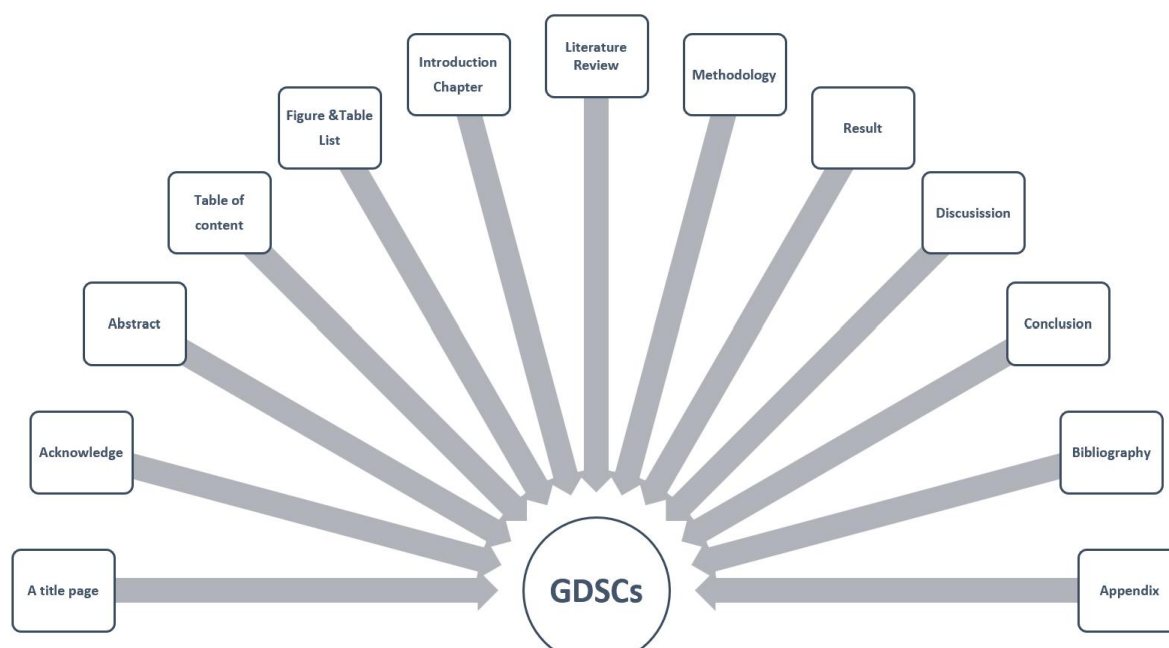 A title page
Acknowledge
Abstract
Table of
content
Figure &Table
List
Introduction
Chapter
Literature
Review
Methodology
Result
Discusission
Conclusion
Bibliography
Appendix
GDSCs